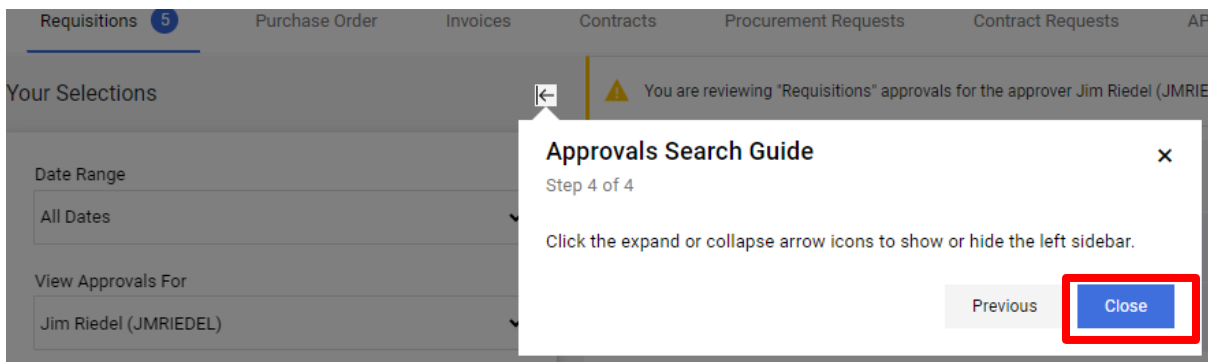 Requisitions 5 Purchase Order Invoices Contracts Procurement Requests Contract Requests AP
Your Selections
You are reviewing "Requisitions" approvals for the approver Jim Riedel (JMRIE
Approvals Search Guide
Step 4 of 4
Date Range
All Dates
Click the expand or collapse arrow icons to show or hide the left sidebar.
View Approvals For
Previous Close
Jim Riedel (JMRIEDEL)